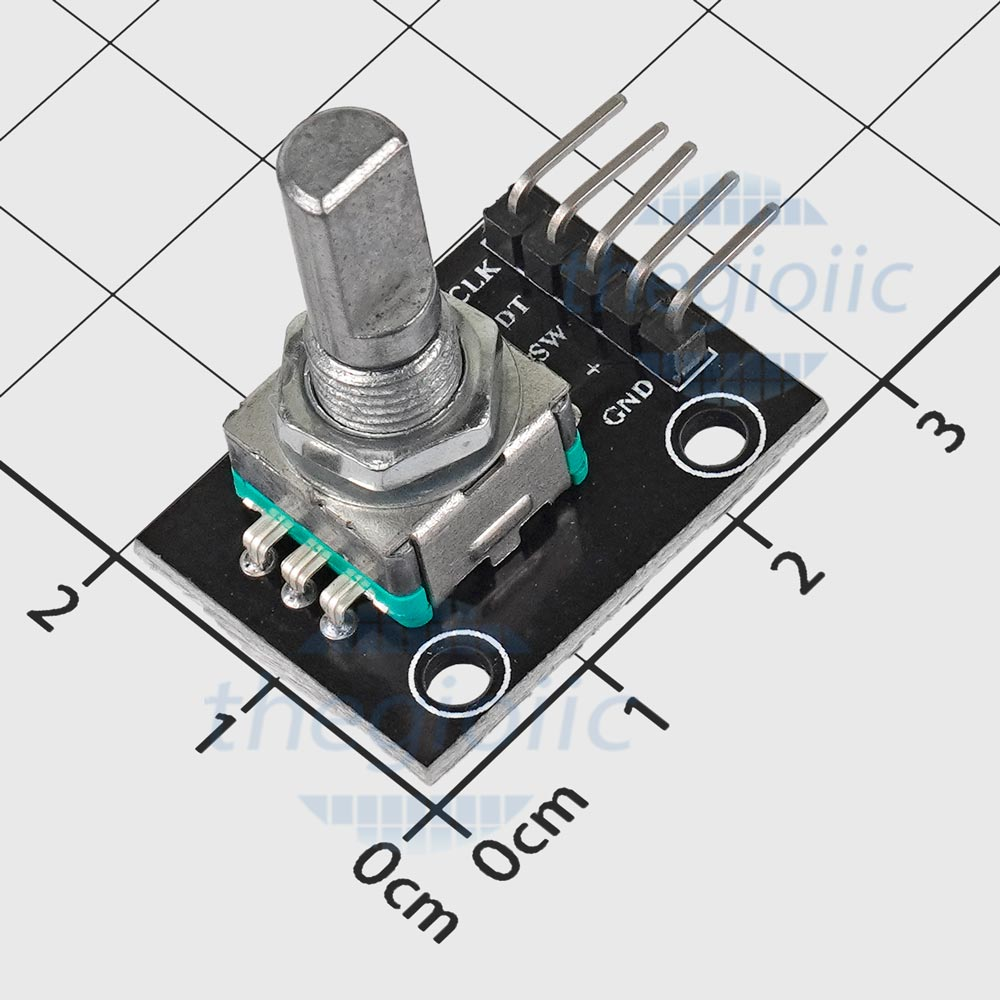 CLK
DT
SW
+
GND
thegioiic
3
2
2
1
1
thegioiic
0cm
0cm